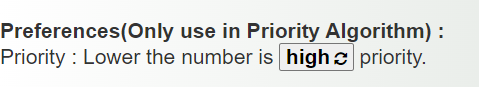 Preferences(Only use in Priority Algorithm) :
Priority : Lower the number is high priority.